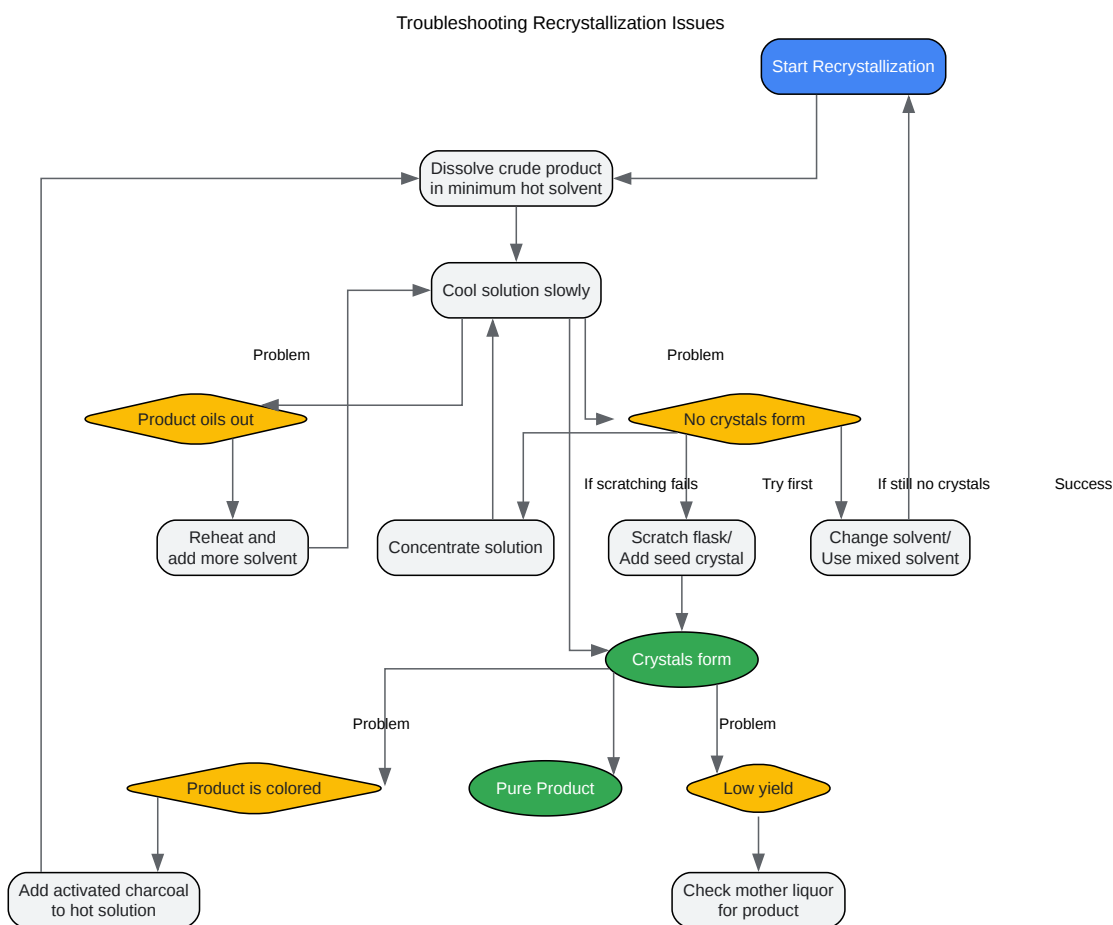 Troubleshooting Recrystallization Issues
Start Recrystallization
Dissolve crude product
in minimum hot solvent
Cool solution slowly
Problem
Problem
Product oils out
No crystals form
If scratching fails
Try first
If still no crystals
Success
Reheat and
add more solvent
Concentrate solution
Scratch flask/
Add seed crystal
Change solvent/
Use mixed solvent
Crystals form
Problem
Problem
Product is colored
Pure Product
Low yield
Add activated charcoal
to hot solution
Check mother liquor
for product